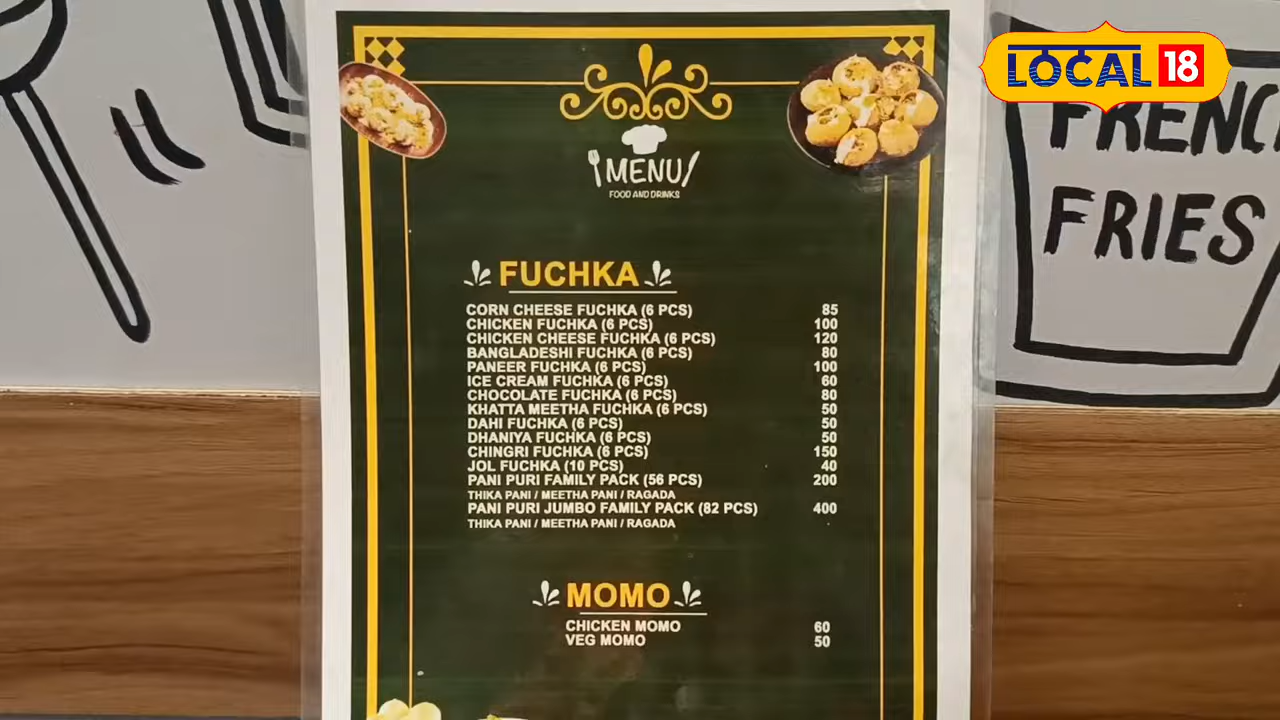 LOCAL 18
FRENC
FRIES
MENU
FOOD AND DRINKS
FUCHKA
CORN CHEESE FUCHKA (6 PCS) 85
CHICKEN FUCHKA (6 PCS) 100
CHICKEN CHEESE FUCHKA (6 PCS) 120
BANGLADESHI FUCHKA (6 PCS) 80
PANEER FUCHKA (6 PCS) 100
ICE CREAM FUCHKA (6 PCS) 60
CHOCOLATE FUCHKA (6 PCS) 80
KHATTA MEETHA FUCHKA (6 PCS) 50
DAHI FUCHKA (6 PCS) 50
DHANIYA FUCHKA (6 PCS) 50
CHINGRI FUCHKA (6 PCS) 150
JOL FUCHKA (10 PCS) 40
PANI PURI FAMILY PACK (56 PCS) 200
THIKA PANI / MEETHA PANI / RAGADA
PANI PURI JUMBO FAMILY PACK (82 PCS) 400
THIKA PANI / MEETHA PANI / RAGADA
MOMO
CHICKEN MOMO 60
VEG MOMO 50